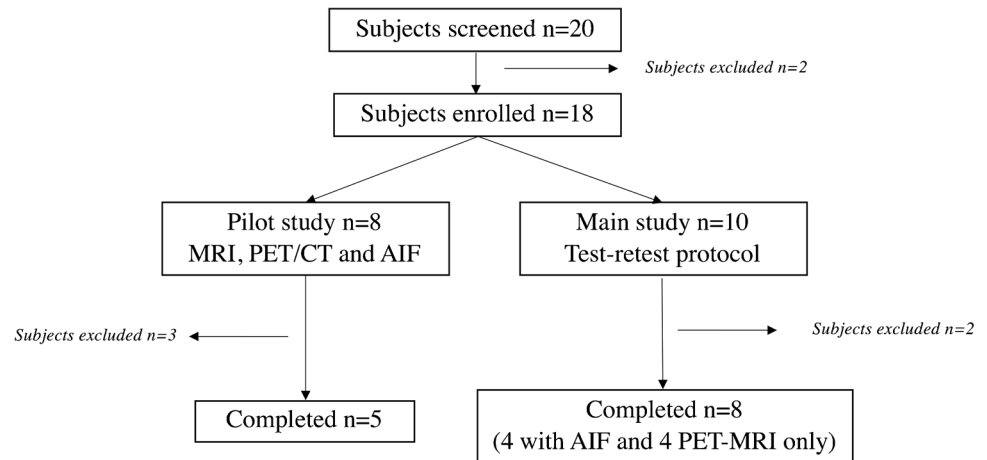 Subjects screened n=20
Subjects excluded n=2
Subjects enrolled n=18
Pilot study n=8
MRI, PET/CT and AIF
Main study n=10
Test-retest protocol
Subjects excluded n=3
Subjects excluded n=2
Completed n=5
Completed n=8
(4 with AIF and 4 PET-MRI only)